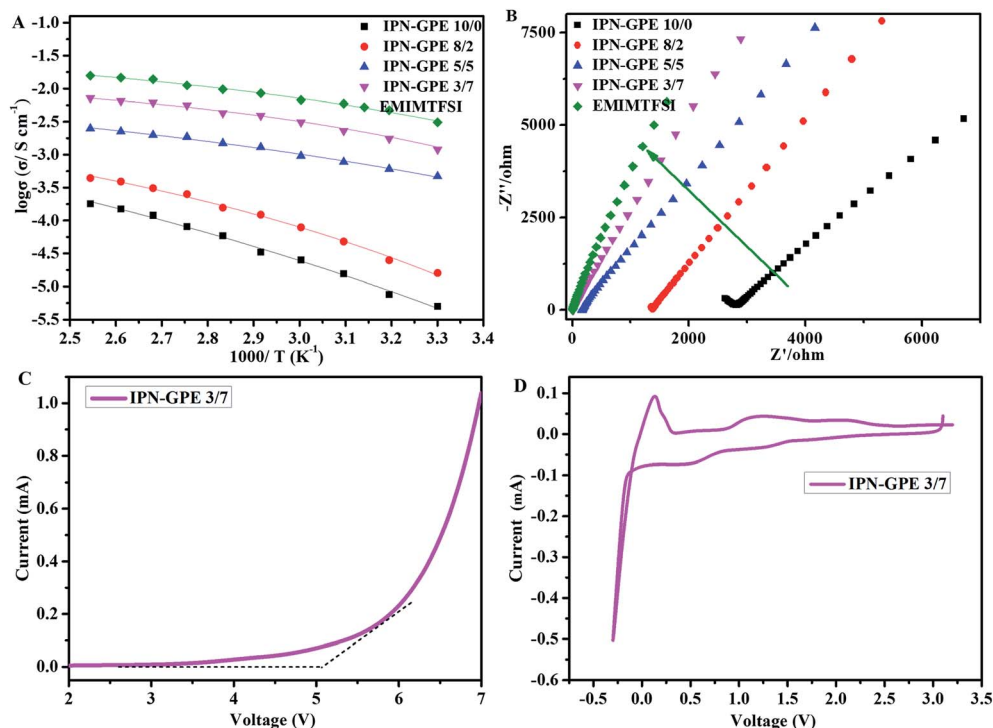 A
IPN-GPE 10/0
IPN-GPE 8/2
IPN-GPE 5/5
IPN-GPE 3/7
EMIMTFSI
logσ (σ/ S cm⁻¹)
-1.0
-1.5
-2.0
-2.5
-3.0
-3.5
-4.0
-4.5
-5.0
-5.5
2.5 2.6 2.7 2.8 2.9 3.0 3.1 3.2 3.3 3.4
1000/ T (K⁻¹)
B
IPN-GPE 10/0
IPN-GPE 8/2
IPN-GPE 5/5
IPN-GPE 3/7
EMIMTFSI
-Z''/ohm
7500
5000
2500
0
0 2000 4000 6000
Z'/ohm
C
IPN-GPE 3/7
Current (mA)
1.0
0.8
0.6
0.4
0.2
0.0
2 3 4 5 6 7
Voltage (V)
D
IPN-GPE 3/7
Current (mA)
0.1
0.0
-0.1
-0.2
-0.3
-0.4
-0.5
-0.6
-0.5 0.0 0.5 1.0 1.5 2.0 2.5 3.0 3.5
Voltage (V)